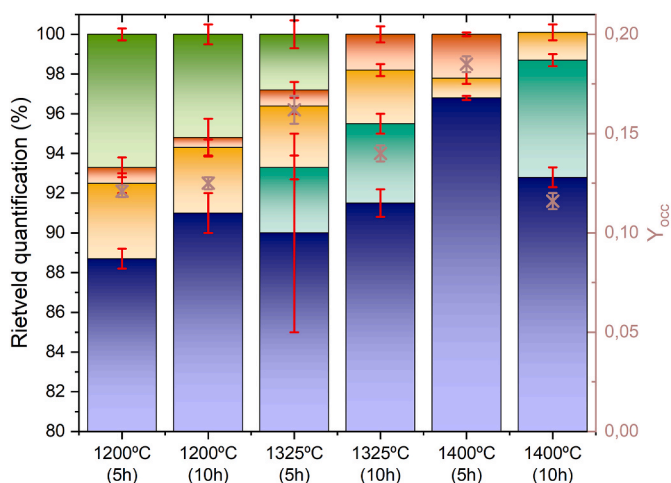 Rietveld quantification (%)
100
98
96
94
92
90
88
86
84
82
80
0,20
0,15
0,10
0,05
0,00
Yocc
1200ºC
(5h)
1200ºC
(10h)
1325ºC
(5h)
1325ºC
(10h)
1400ºC
(5h)
1400ºC
(10h)